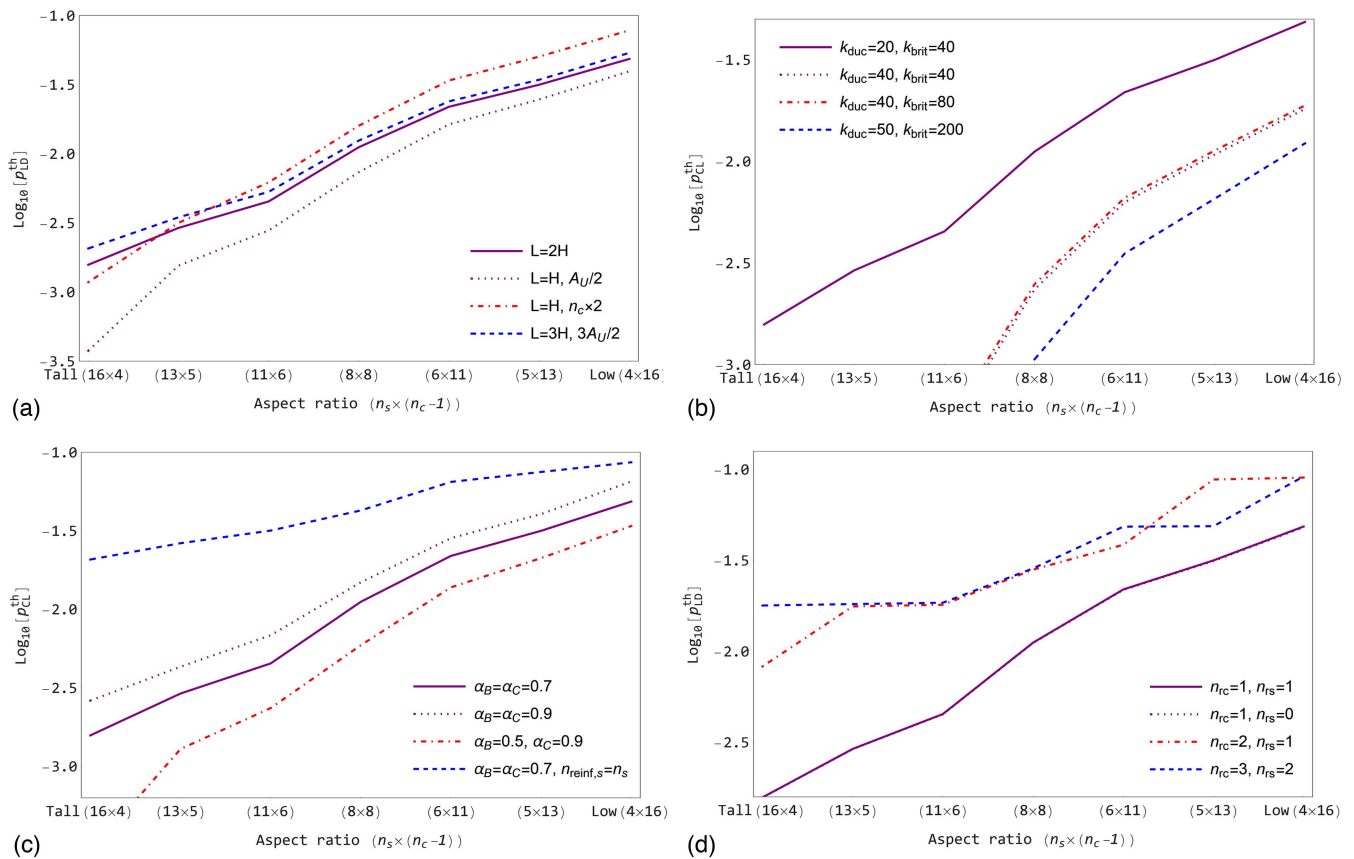 -1.0
-1.5
-2.0
-2.5
-3.0
-3.5
Log₁₀[p_LD^th]
L=2H
L=H, A_U/2
L=H, n_c×2
L=3H, 3A_U/2
Tall(16×4) (13×5) (11×6) (8×8) (6×11) (5×13) Low(4×16)
Aspect ratio (n_s×(n_c-1))
(a)
-1.5
-2.0
-2.5
-3.0
Log₁₀[p_CL^th]
k_duc=20, k_brit=40
k_duc=40, k_brit=40
k_duc=40, k_brit=80
k_duc=50, k_brit=200
Tall(16×4) (13×5) (11×6) (8×8) (6×11) (5×13) Low(4×16)
Aspect ratio (n_s×(n_c-1))
(b)
-1.0
-1.5
-2.0
-2.5
-3.0
Log₁₀[p_CL^th]
α_B=α_C=0.7
α_B=α_C=0.9
α_B=0.5, α_C=0.9
α_B=α_C=0.7, n_reinf,s=n_s
Tall(16×4) (13×5) (11×6) (8×8) (6×11) (5×13) Low(4×16)
Aspect ratio (n_s×(n_c-1))
(c)
-1.0
-1.5
-2.0
-2.5
Log₁₀[p_LD^th]
n_rc=1, n_rs=1
n_rc=1, n_rs=0
n_rc=2, n_rs=1
n_rc=3, n_rs=2
Tall(16×4) (13×5) (11×6) (8×8) (6×11) (5×13) Low(4×16)
Aspect ratio (n_s×(n_c-1))
(d)